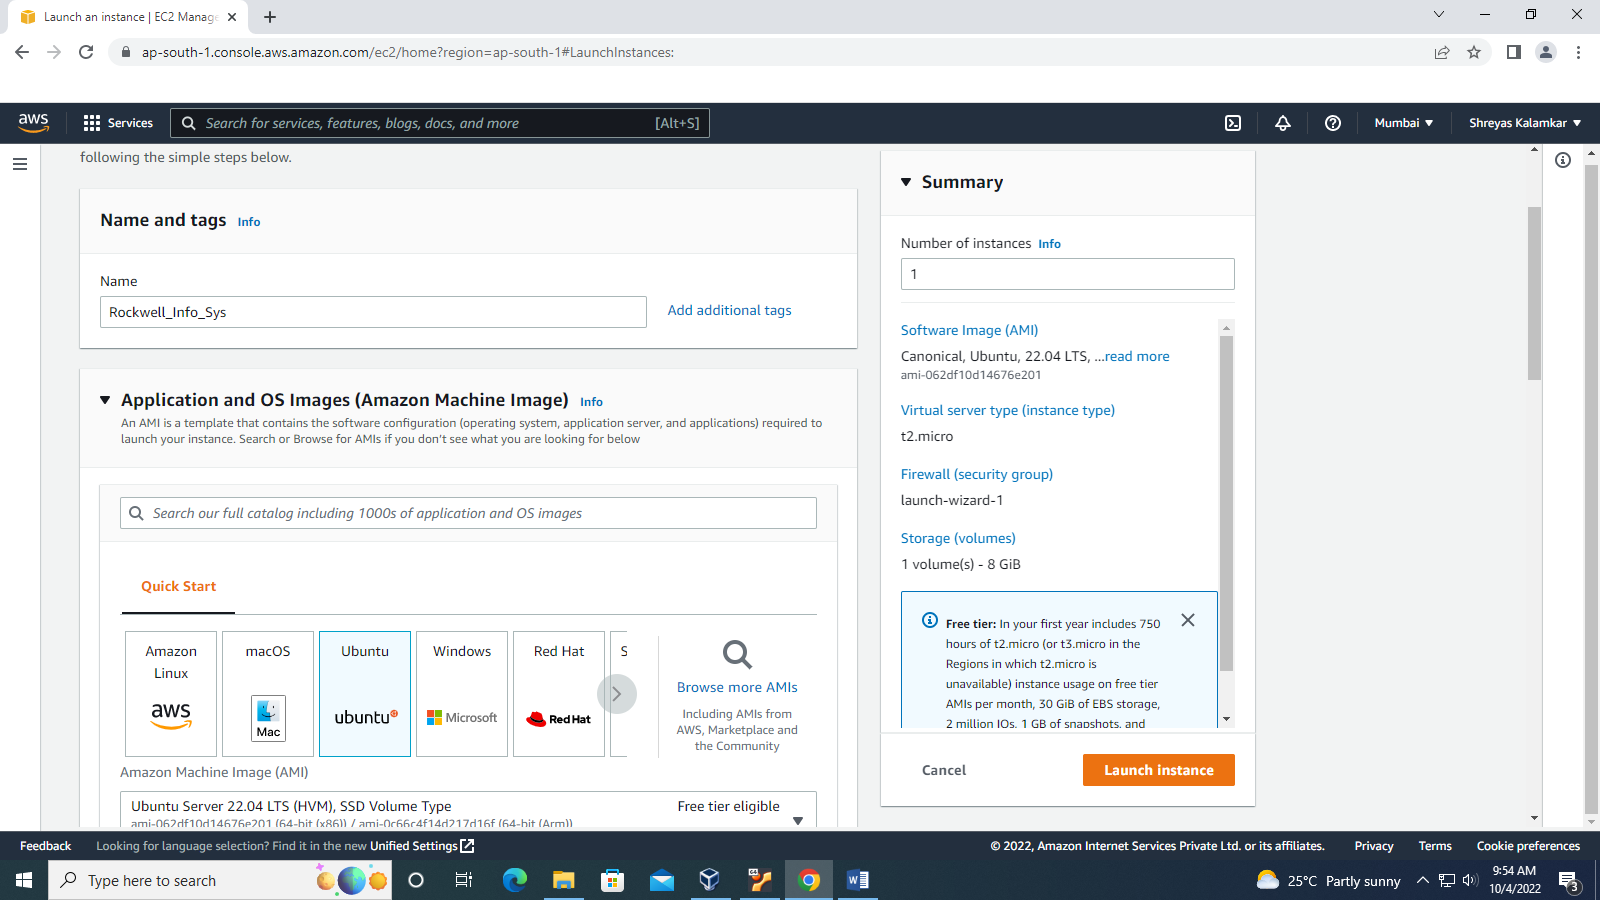 Launch an instance | EC2 Manage
ap-south-1.console.aws.amazon.com/ec2/home?region=ap-south-1#LaunchInstances:
aws
Services
Search for services, features, blogs, docs, and more
[Alt+S]
Mumbai
Shreyas Kalamkar
following the simple steps below.
Name and tags Info
Name
Rockwell_Info_Sys
Add additional tags
Application and OS Images (Amazon Machine Image) Info
An AMI is a template that contains the software configuration (operating system, application server, and applications) required to
launch your instance. Search or Browse for AMIs if you don't see what you are looking for below
Search our full catalog including 1000s of application and OS images
Quick Start
Amazon
Linux
aws
macOS
Mac
Ubuntu
ubuntu
Windows
Microsoft
Red Hat
Red Hat
S
Browse more AMIs
Including AMIs from
AWS, Marketplace and
the Community
Amazon Machine Image (AMI)
Ubuntu Server 22.04 LTS (HVM), SSD Volume Type
Free tier eligible
ami-062df10d14676e201 (64-bit (x86)) / ami-0c66c4f14d217d16f (64-bit (Arm))
Summary
Number of instances Info
1
Software Image (AMI)
Canonical, Ubuntu, 22.04 LTS, ...read more
ami-062df10d14676e201
Virtual server type (instance type)
t2.micro
Firewall (security group)
launch-wizard-1
Storage (volumes)
1 volume(s) - 8 GiB
Free tier: In your first year includes 750
hours of t2.micro (or t3.micro in the
Regions in which t2.micro is
unavailable) instance usage on free tier
AMIs per month, 30 GiB of EBS storage,
2 million IOs, 1 GB of snapshots, and
Cancel
Launch instance
Feedback
Looking for language selection? Find it in the new Unified Settings
© 2022, Amazon Internet Services Private Ltd. or its affiliates.
Privacy
Terms
Cookie preferences
Type here to search
25°C Partly sunny
9:54 AM
10/4/2022
3